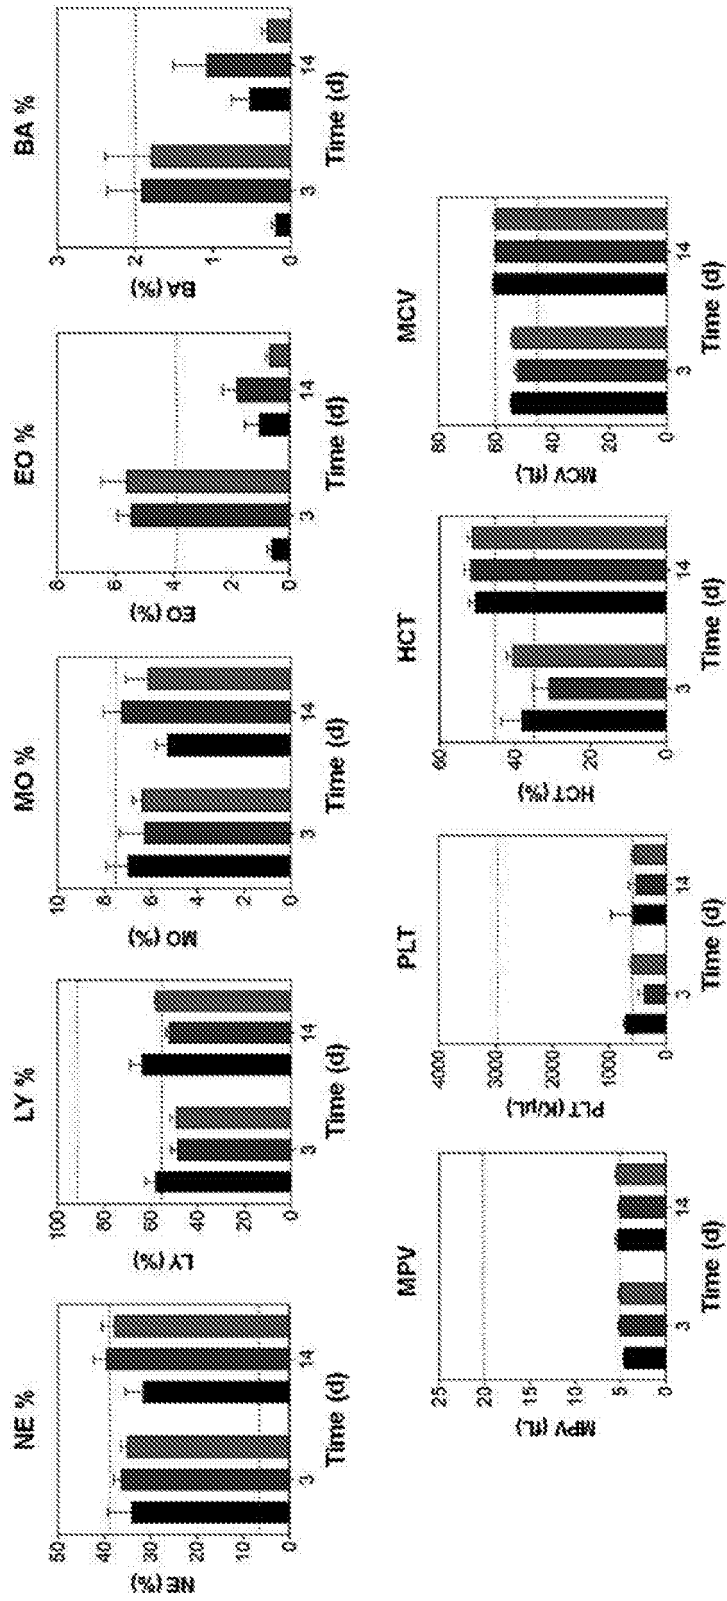 NE %
NE (%)
50
40
30
20
10
0
3
14
Time (d)
LY %
LY (%)
100
80
60
40
20
0
3
14
Time (d)
MO %
MO (%)
10
8
6
4
2
0
3
14
Time (d)
EO %
EO (%)
8
6
4
2
0
3
14
Time (d)
BA %
BA (%)
3
2
1
0
3
14
Time (d)
MPV
MPV (fL)
25
20
15
10
5
0
3
14
Time (d)
PLT
PLT (K/µL)
4000
3000
2000
1000
0
3
14
Time (d)
HCT
HCT (%)
60
40
20
0
3
14
Time (d)
MCV
MCV (fL)
80
60
40
20
0
3
14
Time (d)